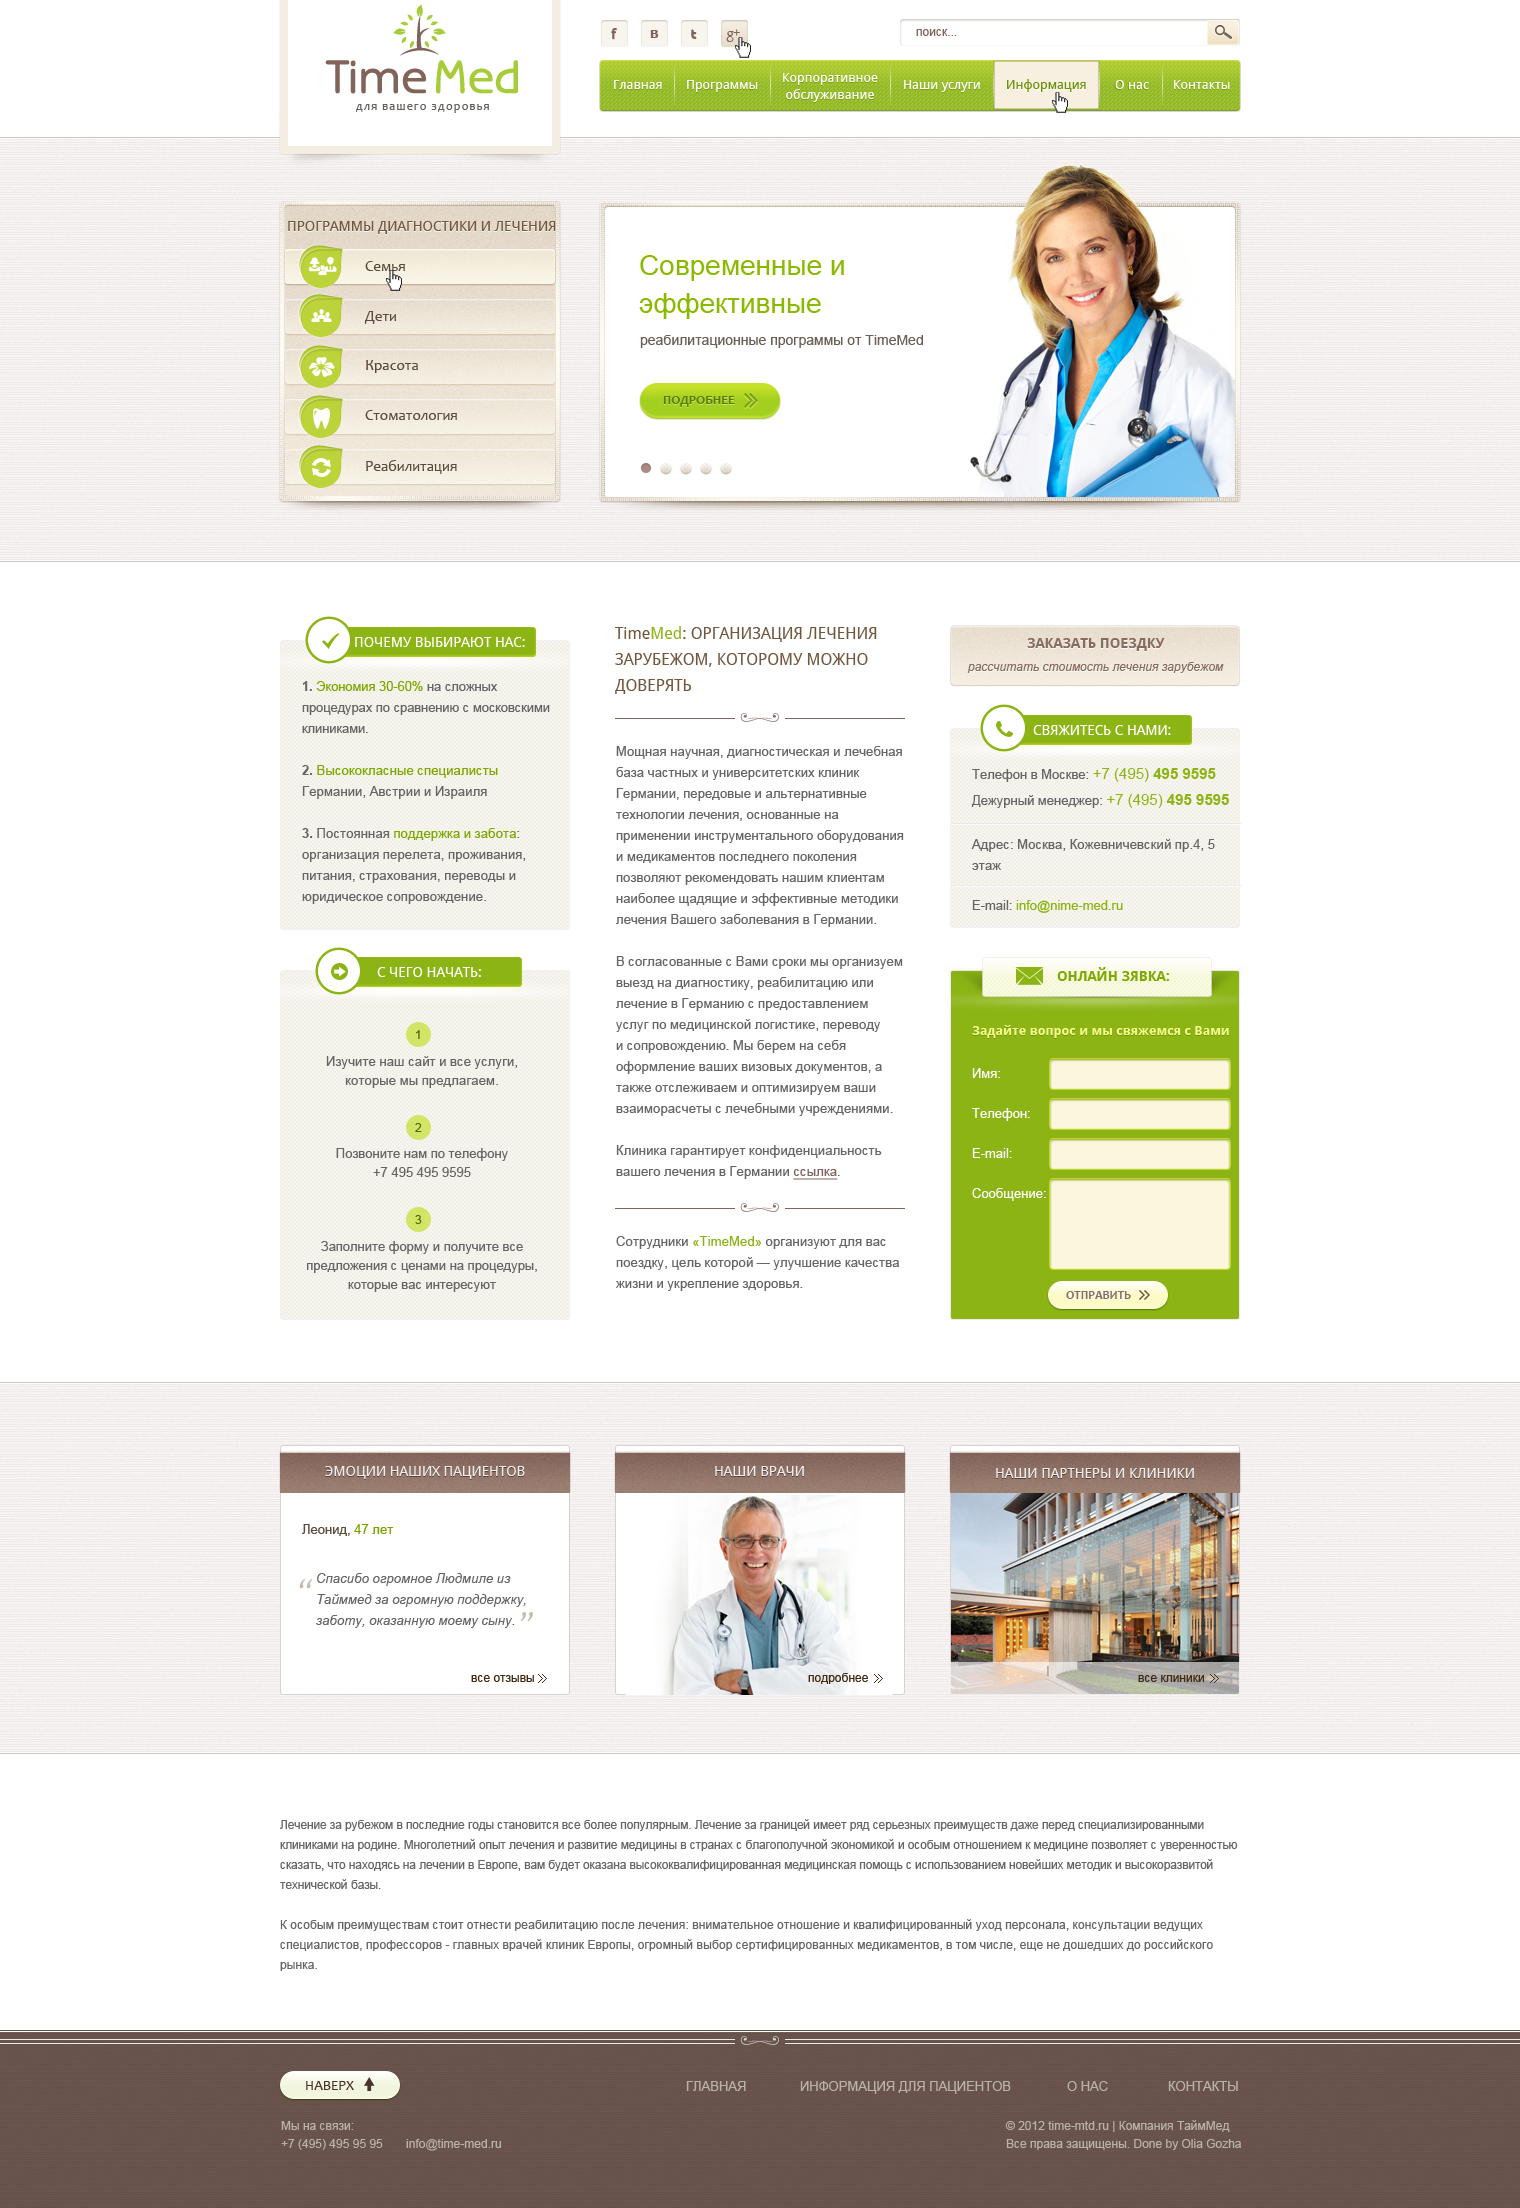 TimeMed
для вашего здоровья
f
в
t
g+
поиск...
Главная
Программы
Корпоративное
обслуживание
Наши услуги
Информация
О нас
Контакты
ПРОГРАММЫ ДИАГНОСТИКИ И ЛЕЧЕНИЯ
Семья
Дети
Красота
Стоматология
Реабилитация
Современные и
эффективные
реабилитационные программы от TimeMed
ПОДРОБНЕЕ
ПОЧЕМУ ВЫБИРАЮТ НАС:
1. Экономия 30-60% на сложных
процедурах по сравнению с московскими
клиниками.
2. Высококласные специалисты
Германии, Австрии и Израиля
3. Постоянная поддержка и забота:
организация перелета, проживания,
питания, страхования, переводы и
юридическое сопровождение.
С ЧЕГО НАЧАТЬ:
1
Изучите наш сайт и все услуги,
которые мы предлагаем.
2
Позвоните нам по телефону
+7 495 495 9595
3
Заполните форму и получите все
предложения с ценами на процедуры,
которые вас интересуют
TimeMed: ОРГАНИЗАЦИЯ ЛЕЧЕНИЯ
ЗАРУБЕЖОМ, КОТОРОМУ МОЖНО
ДОВЕРЯТЬ
Мощная научная, диагностическая и лечебная
база частных и университетских клиник
Германии, передовые и альтернативные
технологии лечения, основанные на
применении инструментального оборудования
и медикаментов последнего поколения
позволяют рекомендовать нашим клиентам
наиболее щадящие и эффективные методики
лечения Вашего заболевания в Германии.
В согласованные с Вами сроки мы организуем
выезд на диагностику, реабилитацию или
лечение в Германию с предоставлением
услуг по медицинской логистике, переводу
и сопровождению. Мы берем на себя
оформление ваших визовых документов, а
также отслеживаем и оптимизируем ваши
взаиморасчеты с лечебными учреждениями.
Клиника гарантирует конфиденциальность
вашего лечения в Германии ссылка.
Сотрудники «TimeMed» организуют для вас
поездку, цель которой — улучшение качества
жизни и укрепление здоровья.
ЗАКАЗАТЬ ПОЕЗДКУ
рассчитать стоимость лечения зарубежом
СВЯЖИТЕСЬ С НАМИ:
Телефон в Москве: +7 (495) 495 9595
Дежурный менеджер: +7 (495) 495 9595
Адрес: Москва, Кожевничевский пр.4, 5
этаж
E-mail: info@nime-med.ru
ОНЛАЙН ЗЯВКА:
Задайте вопрос и мы свяжемся с Вами
Имя:
Телефон:
E-mail:
Сообщение:
ОТПРАВИТЬ
ЭМОЦИИ НАШИХ ПАЦИЕНТОВ
Леонид, 47 лет
“ Спасибо огромное Людмиле из
Тайммед за огромную поддержку,
заботу, оказанную моему сыну. ”
все отзывы
НАШИ ВРАЧИ
подробнее
НАШИ ПАРТНЕРЫ И КЛИНИКИ
все клиники
Лечение за рубежом в последние годы становится все более популярным. Лечение за границей имеет ряд серьезных преимуществ даже перед специализированными
клиниками на родине. Многолетний опыт лечения и развитие медицины в странах с благополучной экономикой и особым отношением к медицине позволяет с уверенностью
сказать, что находясь на лечении в Европе, вам будет оказана высококвалифицированная медицинская помощь с использованием новейших методик и высокоразвитой
технической базы.
К особым преимуществам стоит отнести реабилитацию после лечения: внимательное отношение и квалифицированный уход персонала, консультации ведущих
специалистов, профессоров - главных врачей клиник Европы, огромный выбор сертифицированных медикаментов, в том числе, еще не дошедших до российского
рынка.
НАВЕРХ
ГЛАВНАЯ
ИНФОРМАЦИЯ ДЛЯ ПАЦИЕНТОВ
О НАС
КОНТАКТЫ
Мы на связи:
+7 (495) 495 95 95
info@time-med.ru
© 2012 time-mtd.ru | Компания ТаймМед
Все права защищены. Done by Olia Gozha